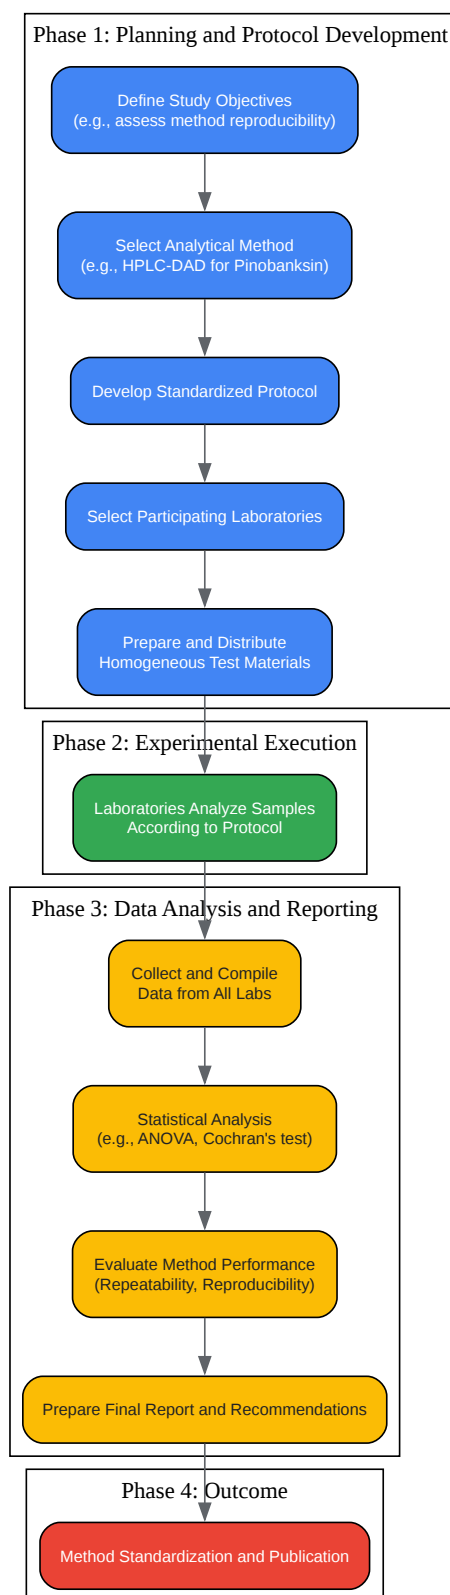 Phase 1: Planning and Protocol Development
Define Study Objectives
(e.g., assess method reproducibility)
Select Analytical Method
(e.g., HPLC-DAD for Pinobanksin)
Develop Standardized Protocol
Select Participating Laboratories
Prepare and Distribute
Homogeneous Test Materials
Phase 2: Experimental Execution
Laboratories Analyze Samples
According to Protocol
Phase 3: Data Analysis and Reporting
Collect and Compile
Data from All Labs
Statistical Analysis
(e.g., ANOVA, Cochran's test)
Evaluate Method Performance
(Repeatability, Reproducibility)
Prepare Final Report and Recommendations
Phase 4: Outcome
Method Standardization and Publication